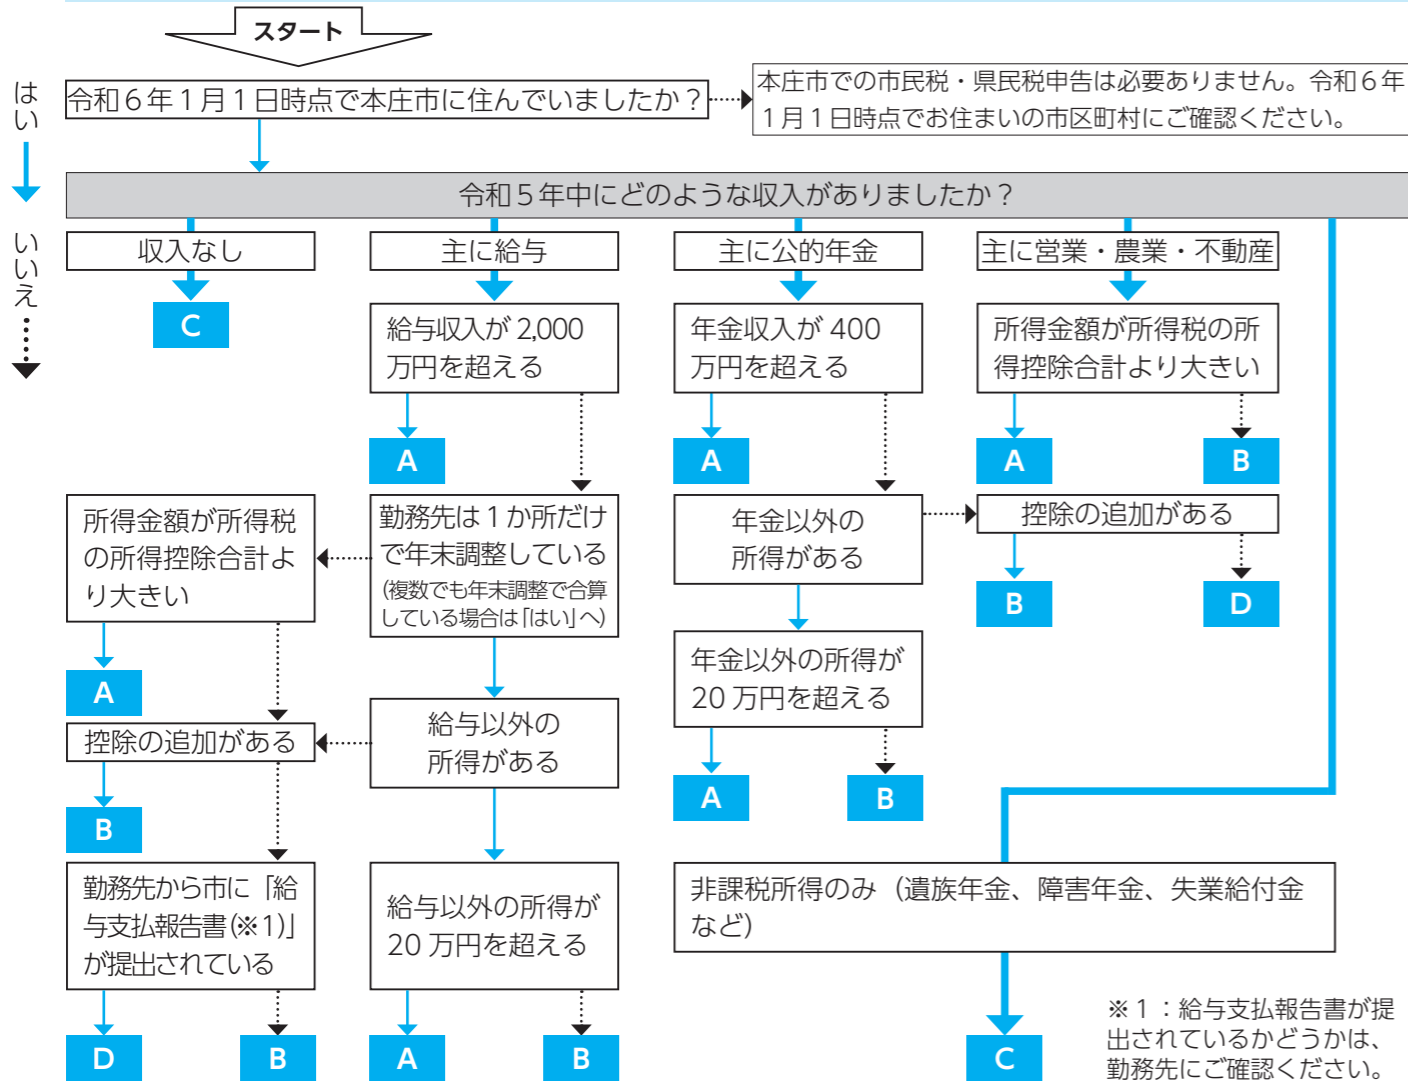 スタート
はい
いいえ
令和６年１月１日時点で本庄市に住んでいましたか？
本庄市での市民税・県民税申告は必要ありません。令和６年
１月１日時点でお住まいの市区町村にご確認ください。
令和５年中にどのような収入がありましたか？
収入なし
主に給与
主に公的年金
主に営業・農業・不動産
C
給与収入が 2,000
万円を超える
年金収入が 400
万円を超える
所得金額が所得税の所
得控除合計より大きい
A
A
A
B
所得金額が所得税
の所得控除合計よ
り大きい
勤務先は１か所だけ
で年末調整している
(複数でも年末調整で合算
している場合は「はい」へ)
年金以外の
所得がある
控除の追加がある
B
D
A
年金以外の所得が
20 万円を超える
控除の追加がある
給与以外の
所得がある
B
A
B
勤務先から市に「給
与支払報告書(※1)」
が提出されている
給与以外の所得が
20 万円を超える
非課税所得のみ（遺族年金、障害年金、失業給付金
など）
D
B
A
B
C
※１：給与支払報告書が提
出されているかどうかは、
勤務先にご確認ください。